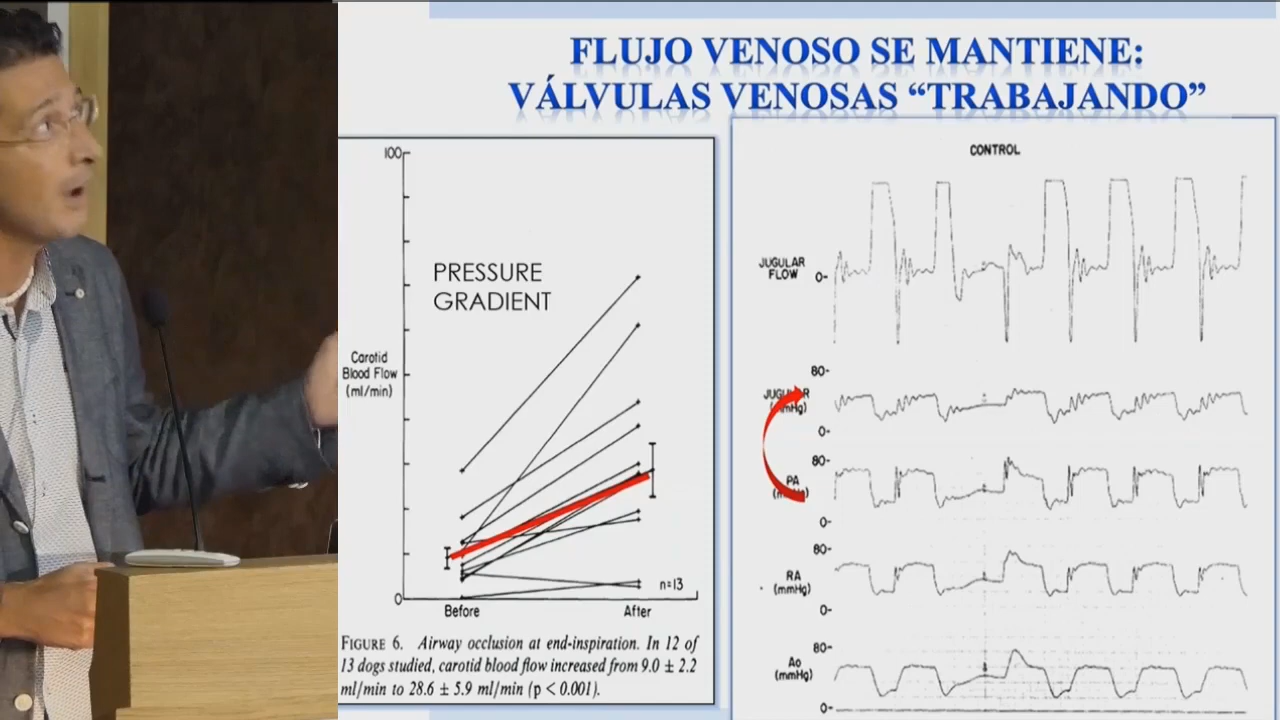 FLUJO VENOSO SE MANTIENE:
VÁLVULAS VENOSAS “TRABAJANDO”
100
PRESSURE
GRADIENT
Carotid
Blood Flow
(ml/min)
n=13
0
Before After
FIGURE 6. Airway occlusion at end-inspiration. In 12 of
13 dogs studied, carotid blood flow increased from 9.0 ± 2.2
ml/min to 28.6 ± 5.9 ml/min (p < 0.001).
CONTROL
JUGULAR
FLOW
0-
80-
JUGULAR
(mmHg)
0-
80-
PA
(mmHg)
0-
80-
RA
(mmHg)
0-
80-
Ao
(mmHg)
0-